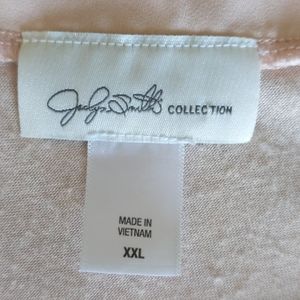 Jaclyn Smith COLLECTION
MADE IN
VIETNAM
XXL